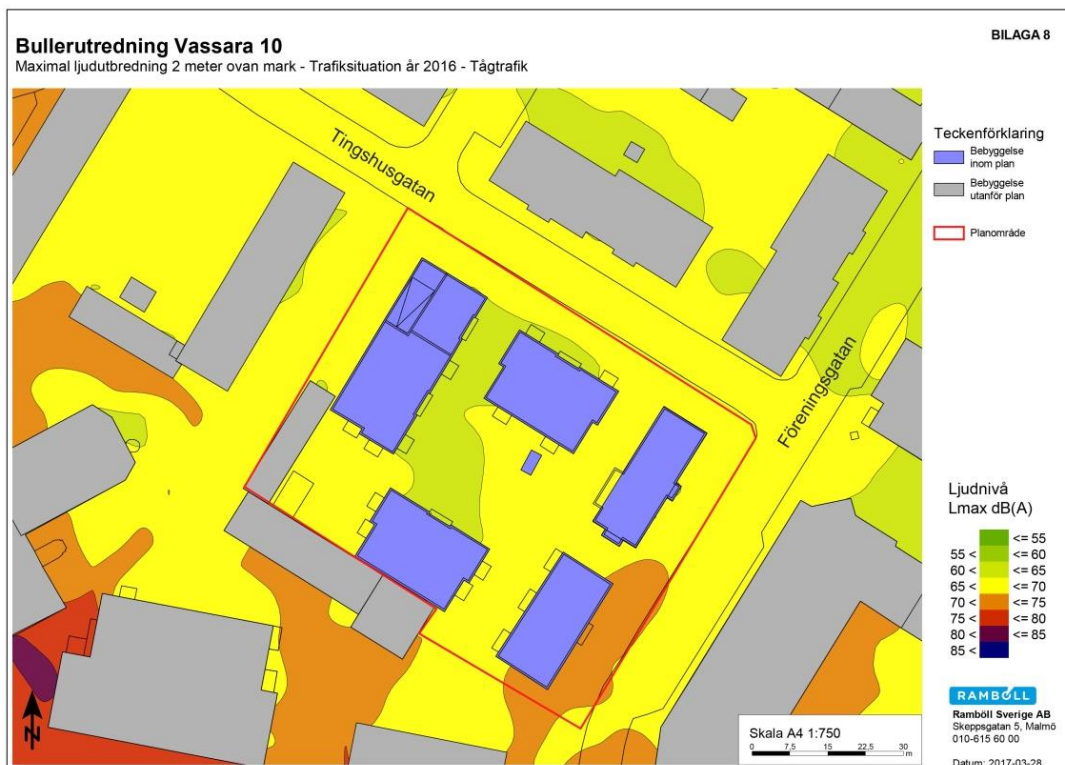 BILAGA 8
Bullerutredning Vassara 10
Maximal ljudutbredning 2 meter ovan mark - Trafiksituation år 2016 - Tågtrafik
Tingshusgatan
Föreningsgatan
Teckenförklaring
Bebyggelse
inom plan
Bebyggelse
utanför plan
Planområde
Ljudnivå
Lmax dB(A)
<= 55
55 < <= 60
60 < <= 65
65 < <= 70
70 < <= 75
75 < <= 80
80 < <= 85
85 <
N
Skala A4 1:750
0 7,5 15 22,5 30
m
RAMBOLL
Ramböll Sverige AB
Skeppsgatan 5, Malmö
010-615 60 00
Datum: 2017-03-28